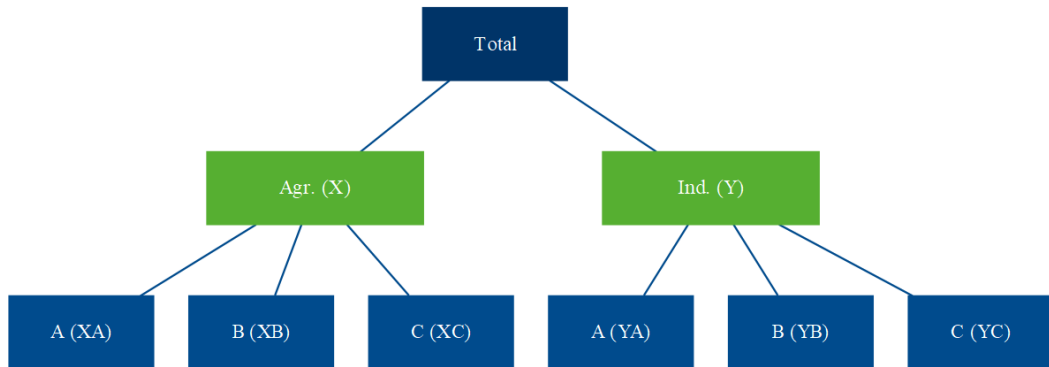 Total
Agr. (X)
Ind. (Y)
A (XA)
B (XB)
C (XC)
A (YA)
B (YB)
C (YC)